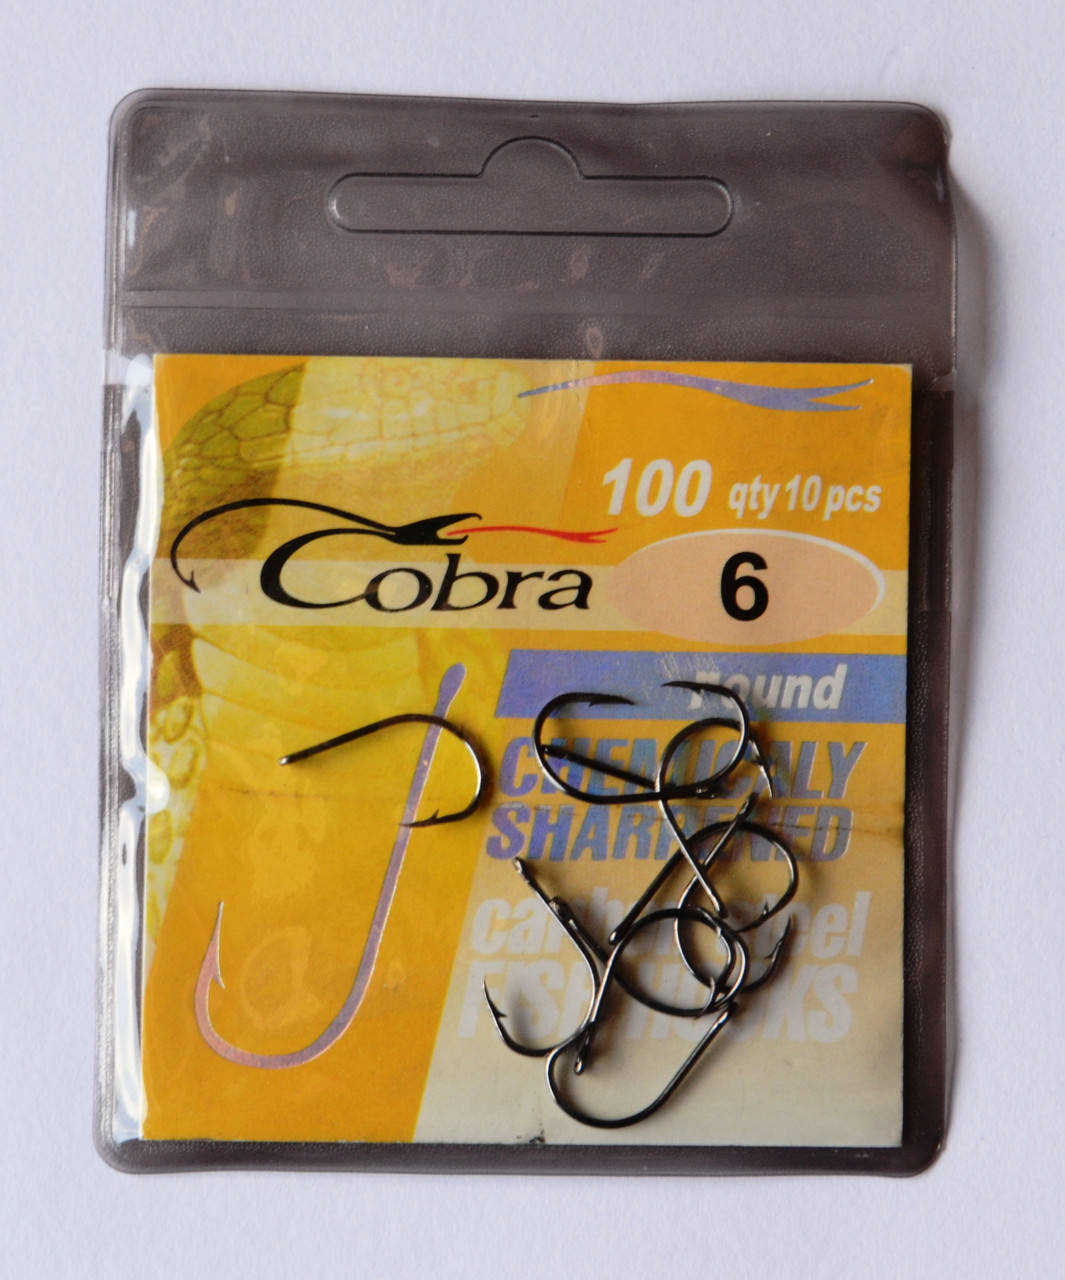 100 qty 10 pcs
Cobra
6
round
CHEMICALY
SHARPENED
carbon steel
FISH HOOKS